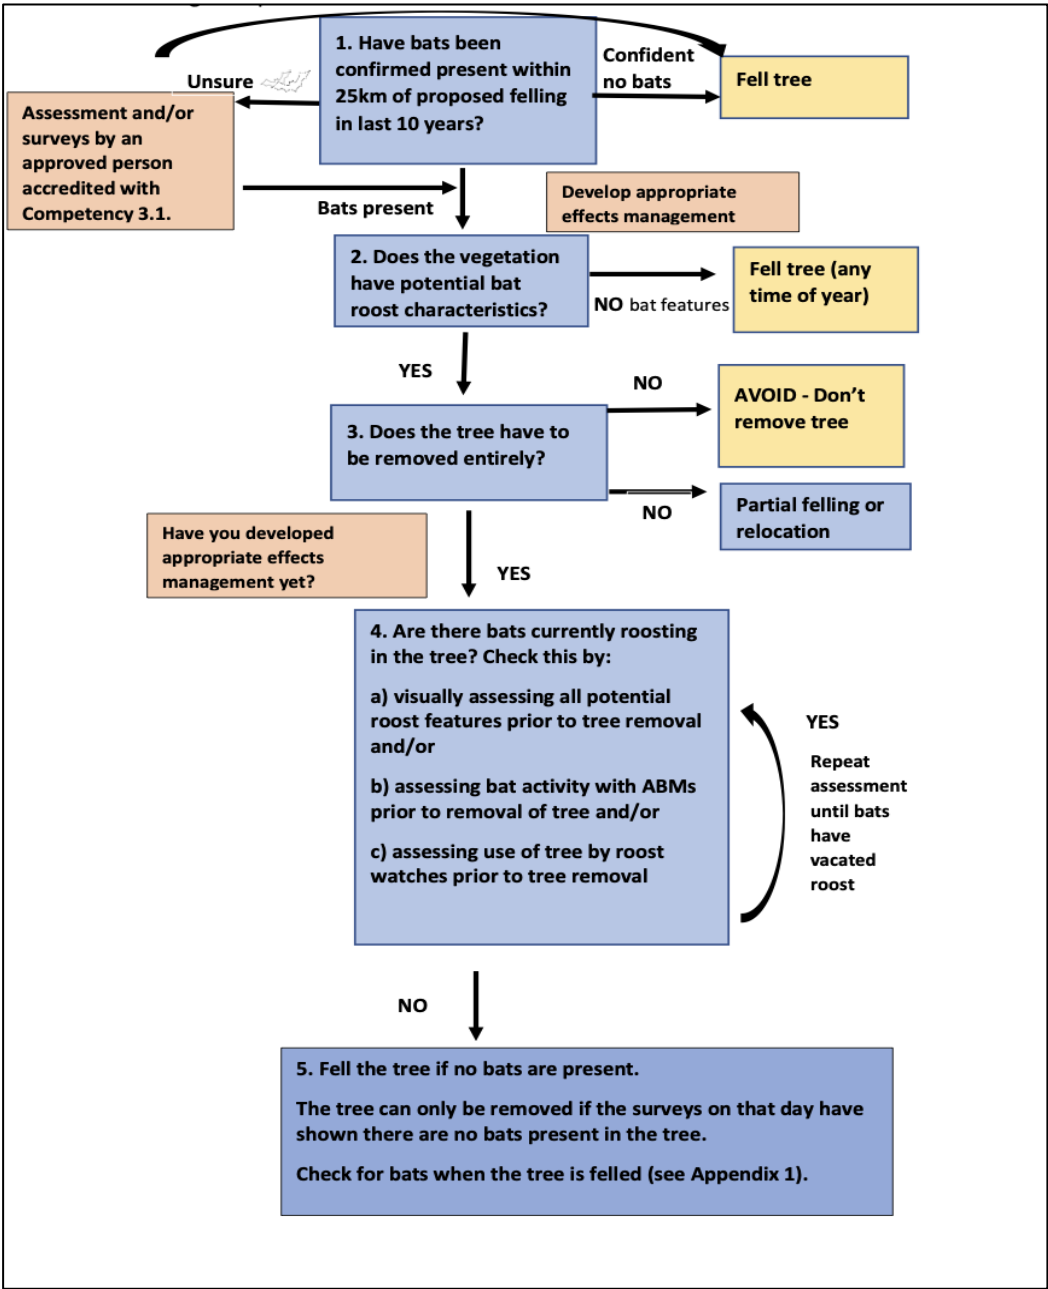 1. Have bats been
confirmed present within
25km of proposed felling
in last 10 years?
Confident
no bats
Fell tree
Unsure
Assessment and/or
surveys by an
approved person
accredited with
Competency 3.1.
Bats present
Develop appropriate
effects management
2. Does the vegetation
have potential bat
roost characteristics?
NO bat features
Fell tree (any
time of year)
YES
NO
AVOID - Don’t
remove tree
3. Does the tree have to
be removed entirely?
NO
Partial felling or
relocation
Have you developed
appropriate effects
management yet?
YES
4. Are there bats currently roosting
in the tree? Check this by:
a) visually assessing all potential
roost features prior to tree removal
and/or
b) assessing bat activity with ABMs
prior to removal of tree and/or
c) assessing use of tree by roost
watches prior to tree removal
YES
Repeat
assessment
until bats
have
vacated
roost
NO
5. Fell the tree if no bats are present.
The tree can only be removed if the surveys on that day have
shown there are no bats present in the tree.
Check for bats when the tree is felled (see Appendix 1).